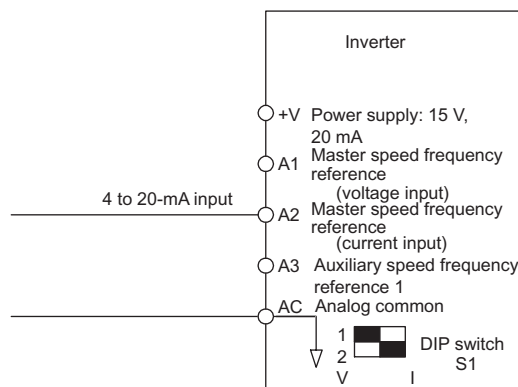 Inverter
+V Power supply: 15 V,
20 mA
A1 Master speed frequency
reference
(voltage input)
4 to 20-mA input
A2 Master speed frequency
reference
(current input)
A3 Auxiliary speed frequency
reference 1
AC Analog common
1
2
DIP switch
S1
V I